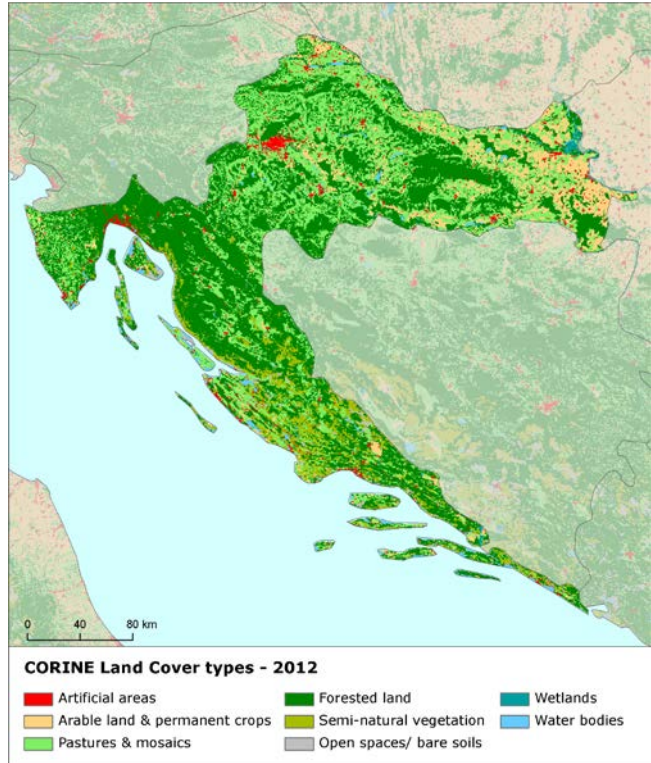 0 40 80 km
CORINE Land Cover types - 2012
Artificial areas
Arable land & permanent crops
Pastures & mosaics
Forested land
Semi-natural vegetation
Open spaces/ bare soils
Wetlands
Water bodies